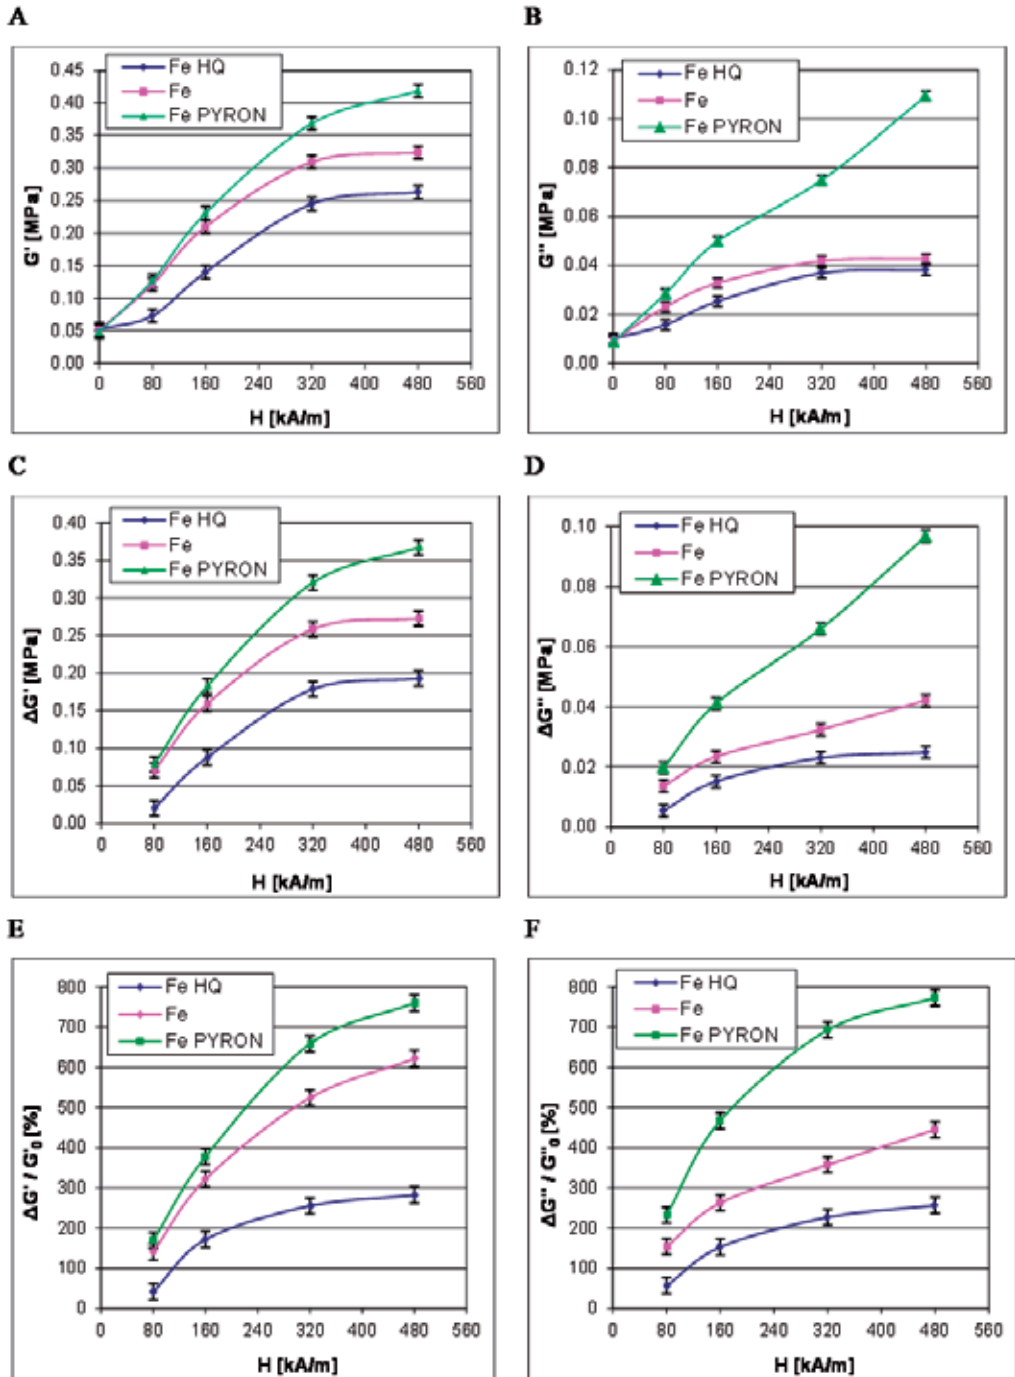 A
Fe HQ
Fe
Fe PYRON
0.45
0.40
0.35
0.30
0.25
0.20
0.15
0.10
0.05
0.00
G' [MPa]
0 80 160 240 320 400 480 560
H [kA/m]
B
Fe HQ
Fe
Fe PYRON
0.12
0.10
0.08
0.06
0.04
0.02
0.00
G'' [MPa]
0 80 160 240 320 400 480 560
H [kA/m]
C
Fe HQ
Fe
Fe PYRON
0.40
0.35
0.30
0.25
0.20
0.15
0.10
0.05
0.00
ΔG' [MPa]
0 80 160 240 320 400 480 560
H [kA/m]
D
Fe HQ
Fe
Fe PYRON
0.10
0.08
0.06
0.04
0.02
0.00
ΔG'' [MPa]
0 80 160 240 320 400 480 560
H [kA/m]
E
Fe HQ
Fe
Fe PYRON
800
700
600
500
400
300
200
100
0
ΔG' / G'0 [%]
0 80 160 240 320 400 480 560
H [kA/m]
F
Fe HQ
Fe
Fe PYRON
800
700
600
500
400
300
200
100
0
ΔG'' / G''0 [%]
0 80 160 240 320 400 480 560
H [kA/m]